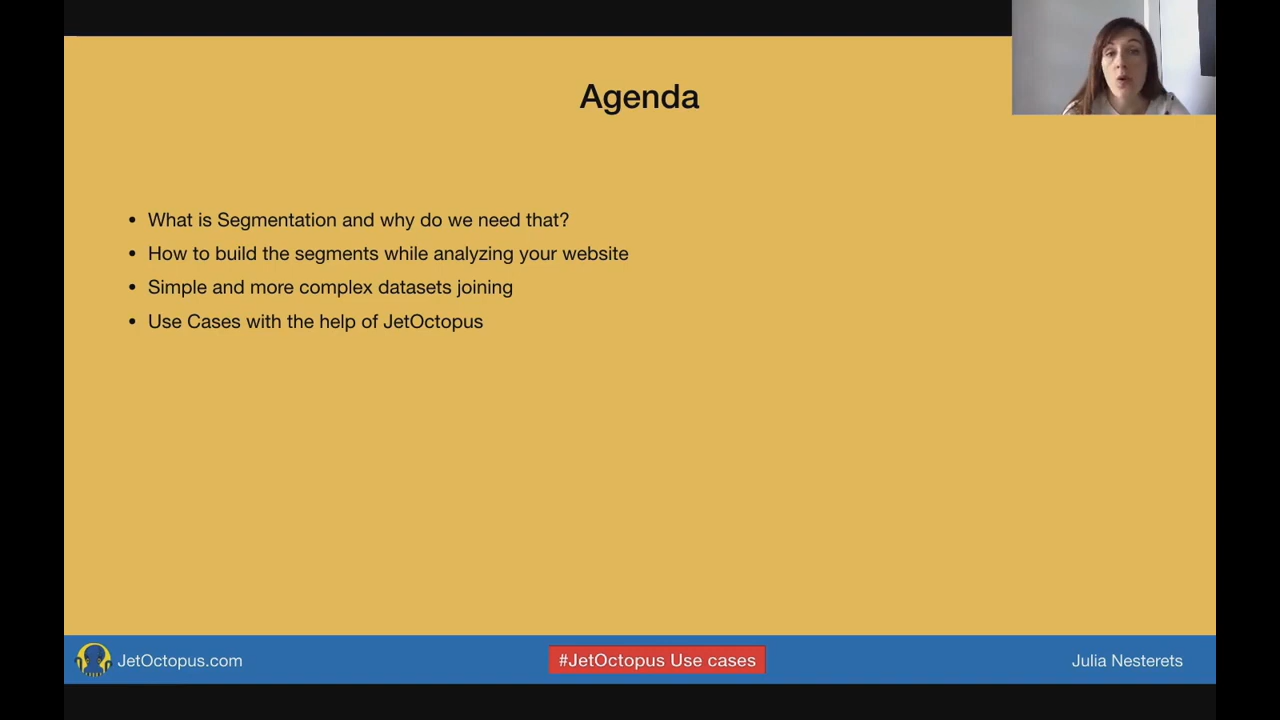 Agenda
• What is Segmentation and why do we need that?
• How to build the segments while analyzing your website
• Simple and more complex datasets joining
• Use Cases with the help of JetOctopus
JetOctopus.com
#JetOctopus Use cases
Julia Nesterets